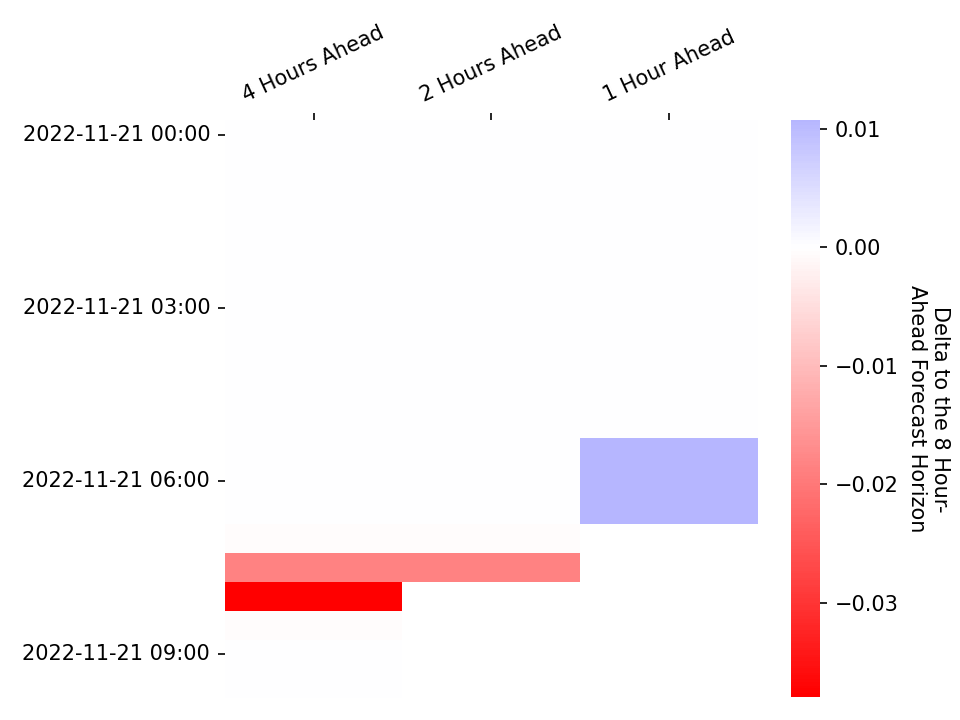 4 Hours Ahead
2 Hours Ahead
1 Hour Ahead
2022-11-21 00:00
2022-11-21 03:00
2022-11-21 06:00
2022-11-21 09:00
0.01
0.00
−0.01
−0.02
−0.03
Delta to the 8 Hour-
Ahead Forecast Horizon